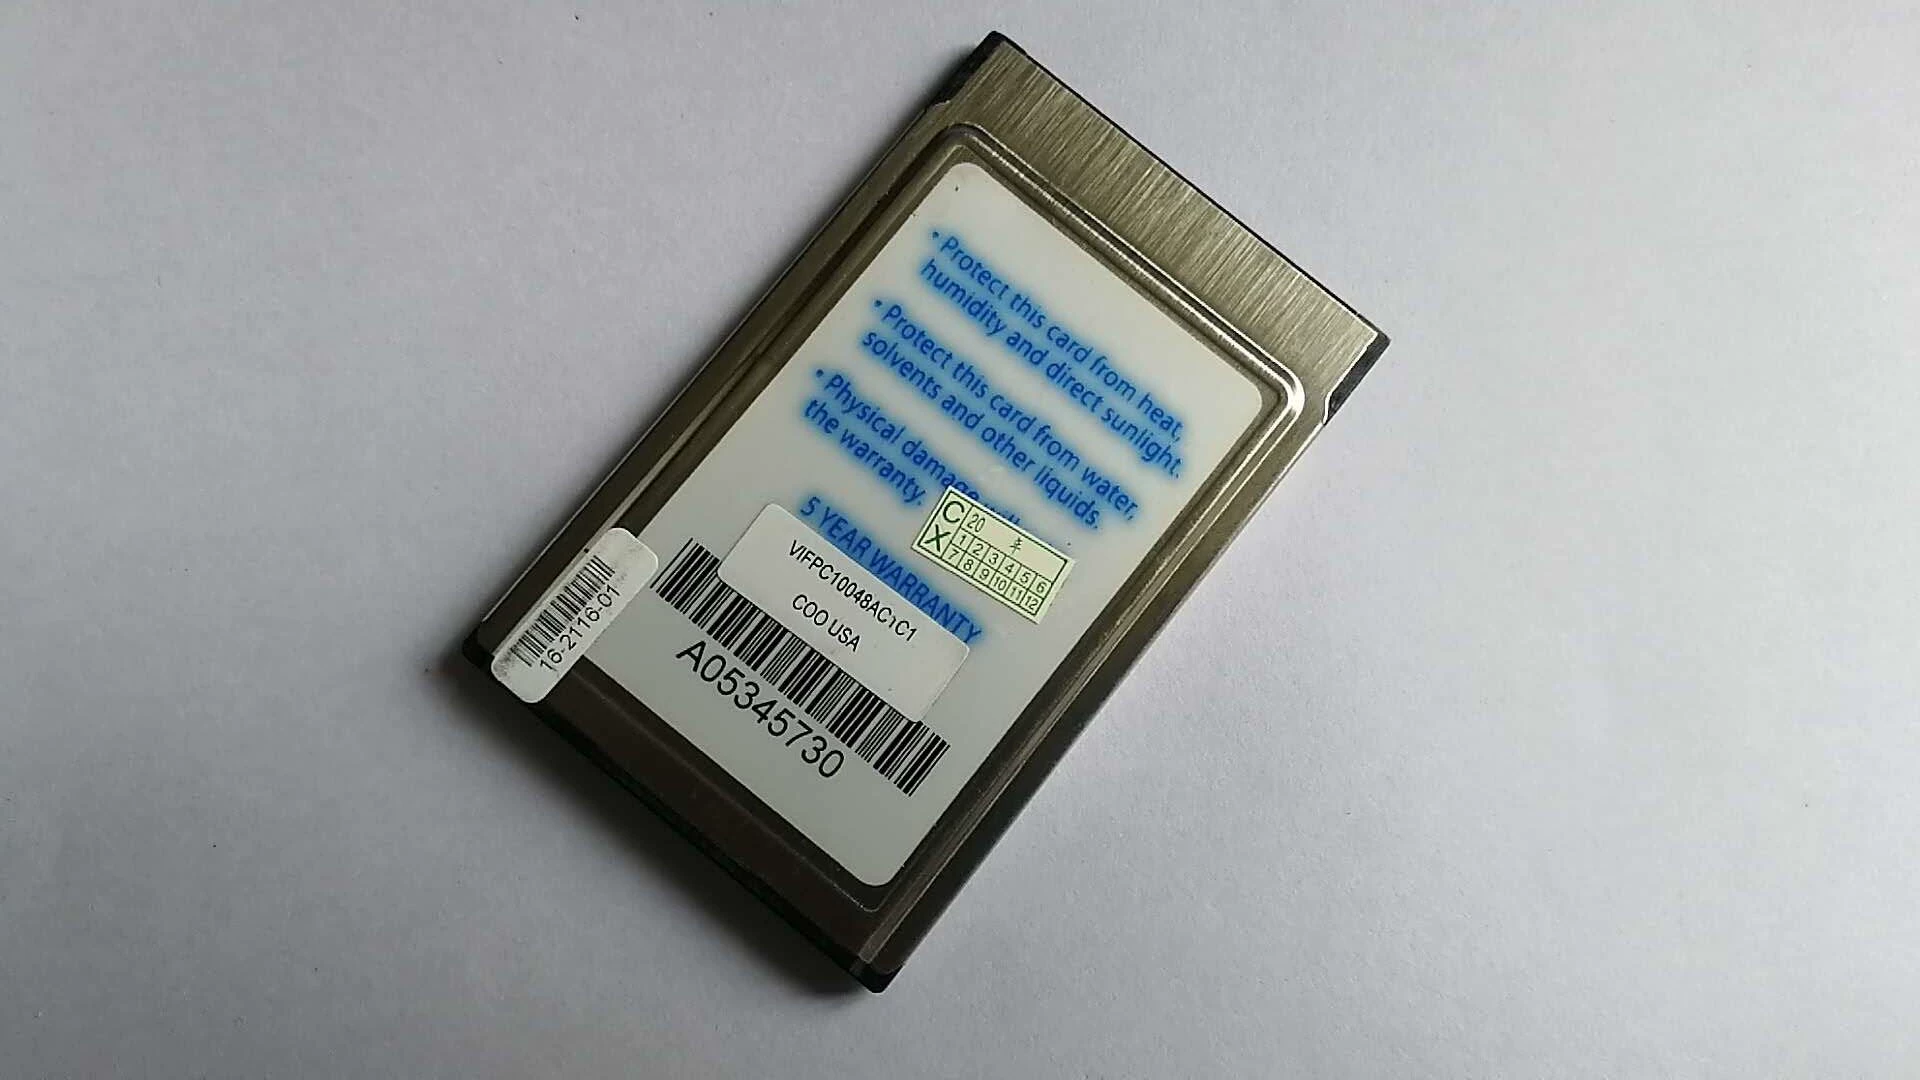 • Protect this card from heat,
humidity and direct sunlight.
• Protect this card from water,
solvents and other liquids.
• Physical damage
the warranty.
5 YEAR WARRANTY
C X 20 年
1 2 3 4 5 6
7 8 9 10 11 12
COO USA
A05345730
16-2116-01